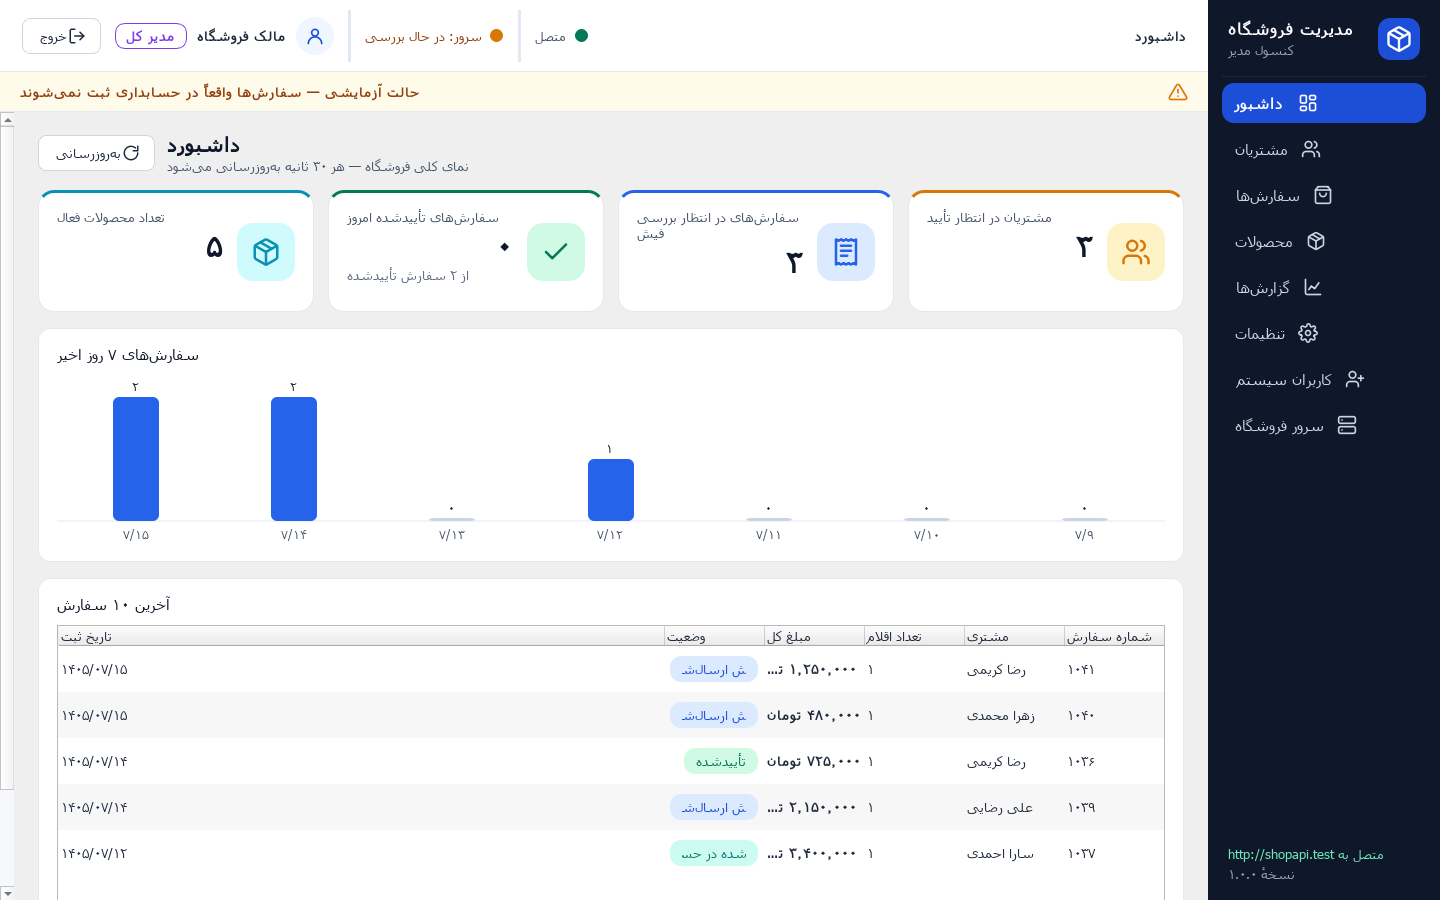 مدیریت فروشگاه
کنسول مدیر
داشبورد
متصل
سرور: در حال بررسی
مالک فروشگاه
مدیر کل
خروج
حالت آزمایشی — سفارش‌ها واقعاً در حسابداری ثبت نمی‌شوند
داشبورد
مشتریان
سفارش‌ها
محصولات
گزارش‌ها
تنظیمات
کاربران سیستم
سرور فروشگاه
متصل به http://shopapi.test
نسخهٔ ۱.۰.۰
داشبورد
نمای کلی فروشگاه — هر ۳۰ ثانیه به‌روزرسانی می‌شود
به‌روزرسانی
مشتریان در انتظار تأیید
۳
سفارش‌های در انتظار بررسی
فیش
۳
سفارش‌های تأییدشده امروز
۰
از ۲ سفارش تأییدشده
تعداد محصولات فعال
۵
سفارش‌های ۷ روز اخیر
۰ ۰ ۰ ۱ ۰ ۲ ۲
۷/۹ ۷/۱۰ ۷/۱۱ ۷/۱۲ ۷/۱۳ ۷/۱۴ ۷/۱۵
آخرین ۱۰ سفارش
شماره سفارش مشتری تعداد اقلام مبلغ کل وضعیت تاریخ ثبت
۱۰۴۱ رضا کریمی ۱ ۱,۲۵۰,۰۰۰ ت... ش ارسال‌ش ۱۴۰۵/۰۷/۱۵
۱۰۴۰ زهرا محمدی ۱ ۴۸۰,۰۰۰ تومان ش ارسال‌ش ۱۴۰۵/۰۷/۱۵
۱۰۳۶ رضا کریمی ۱ ۷۲۵,۰۰۰ تومان تأییدشده ۱۴۰۵/۰۷/۱۴
۱۰۳۹ علی رضایی ۱ ۲,۱۵۰,۰۰۰ ت... ش ارسال‌ش ۱۴۰۵/۰۷/۱۴
۱۰۳۷ سارا احمدی ۱ ۳,۴۰۰,۰۰۰ ت... شده در حس ۱۴۰۵/۰۷/۱۲